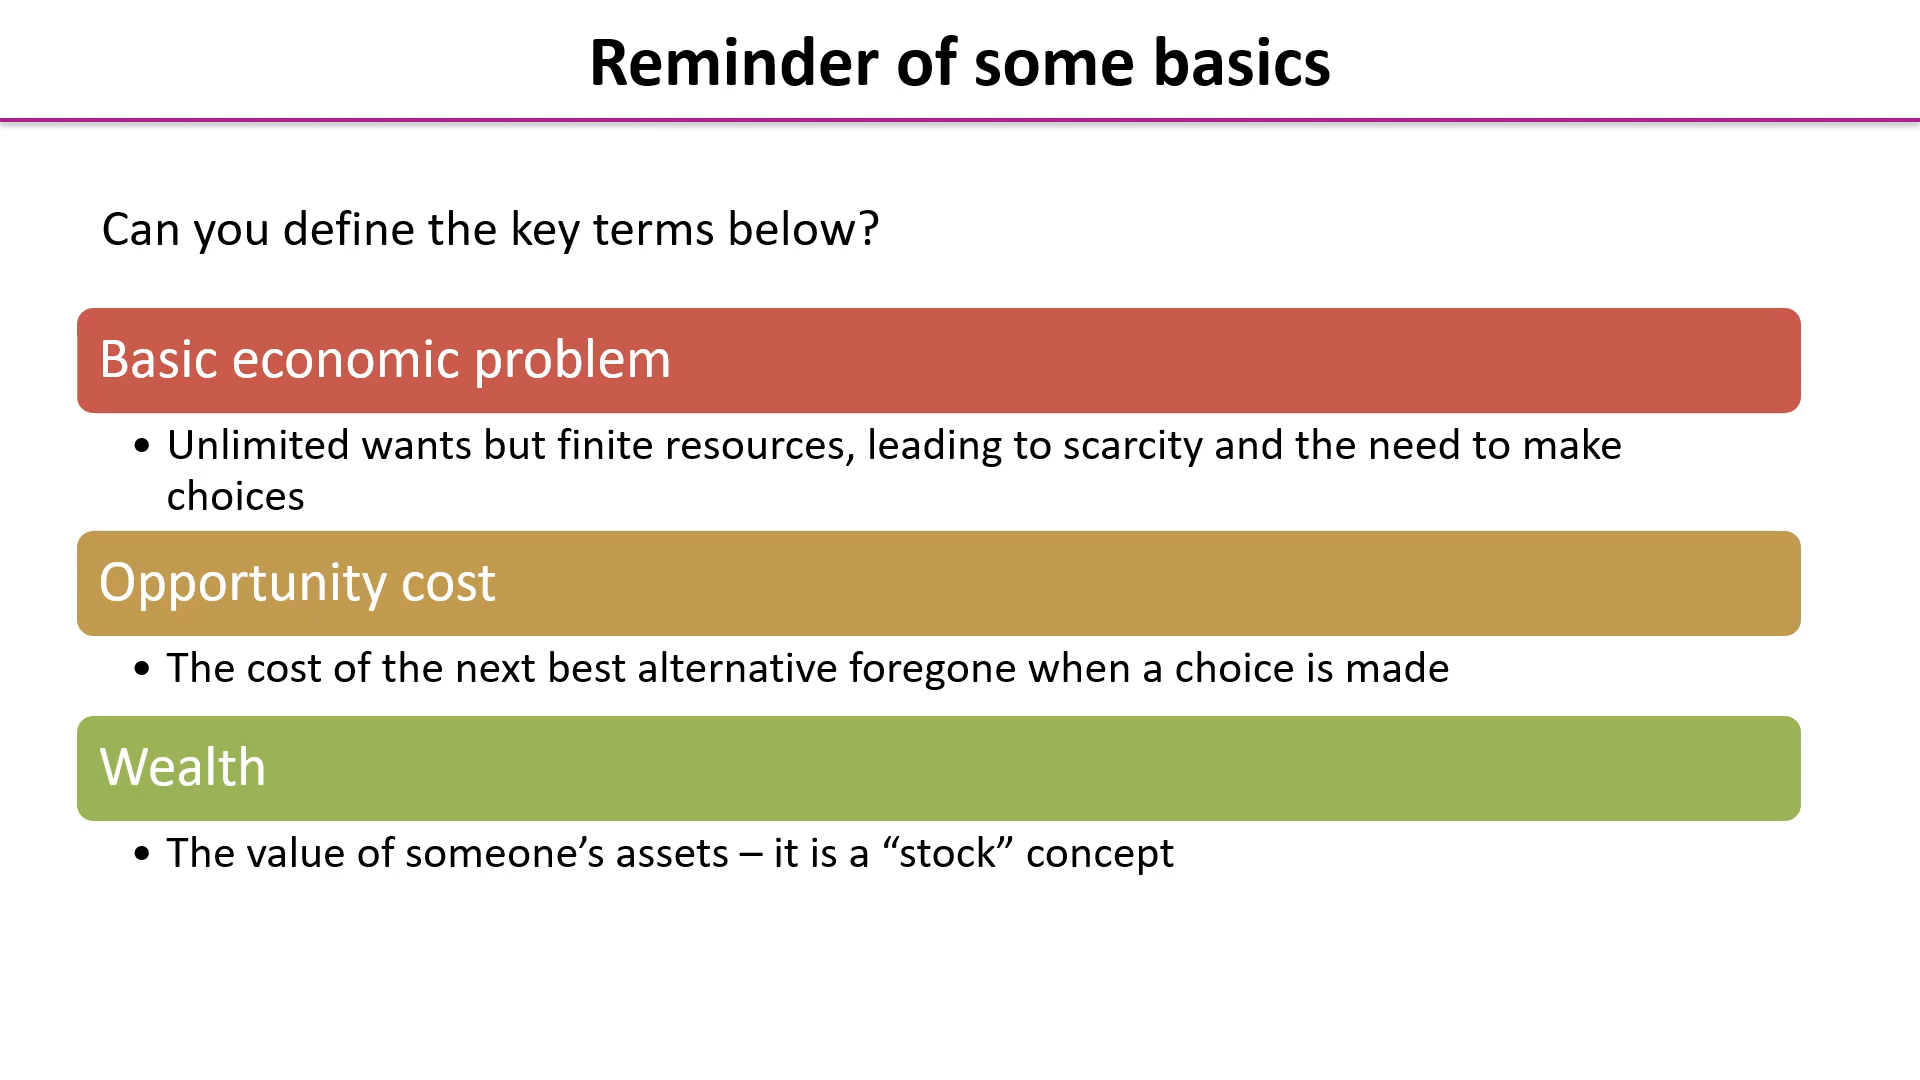 Reminder of some basics
Can you define the key terms below?
Basic economic problem
• Unlimited wants but finite resources, leading to scarcity and the need to make
choices
Opportunity cost
• The cost of the next best alternative foregone when a choice is made
Wealth
• The value of someone’s assets – it is a “stock” concept